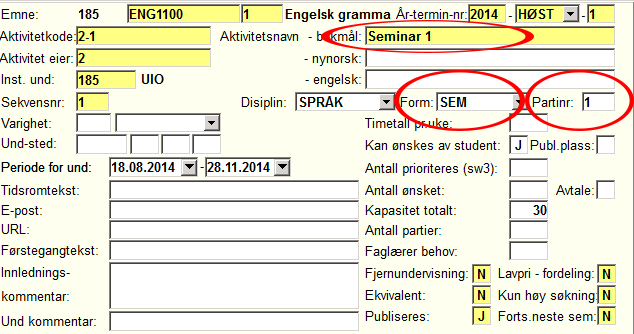 Emne: 185 ENG1100 1 Engelsk gramma År-termin-nr: 2014 - HØST - 1
Aktivitetkode: 2-1 Aktivitetsnavn - bokmål: Seminar 1
Aktivitet eier: 2 - nynorsk:
Inst. und: 185 UIO - engelsk:
Sekvensnr: 1 Disiplin: SPRÅK Form: SEM Partinr: 1
Varighet: Timetall pr.uke:
Und-sted: Kan ønskes av student: J Publ.plass:
Periode for und: 18.08.2014 - 28.11.2014 Antall prioriteres (sw3):
Tidsromtekst: Antall ønsket: Avtale:
E-post: Kapasitet totalt: 30
URL: Antall partier:
Førstegangtekst: Faglærer behov:
Innlednings- Fjernundervisning: N Lavpri - fordeling: N
kommentar: Ekvivalent: N Kun høy søkning: N
Und kommentar: Publiseres: J Forts.neste sem: N